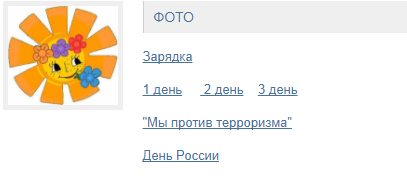 ФОТО
Зарядка
1 день 2 день 3 день
"Мы против терроризма"
День России